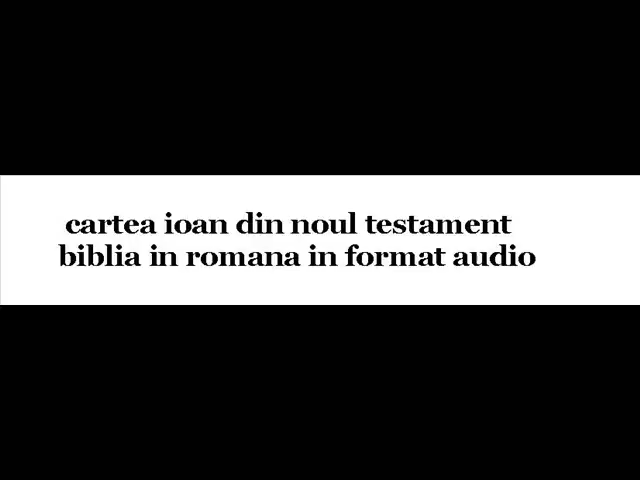 cartea ioan din noul testament
biblia in romana in format audio